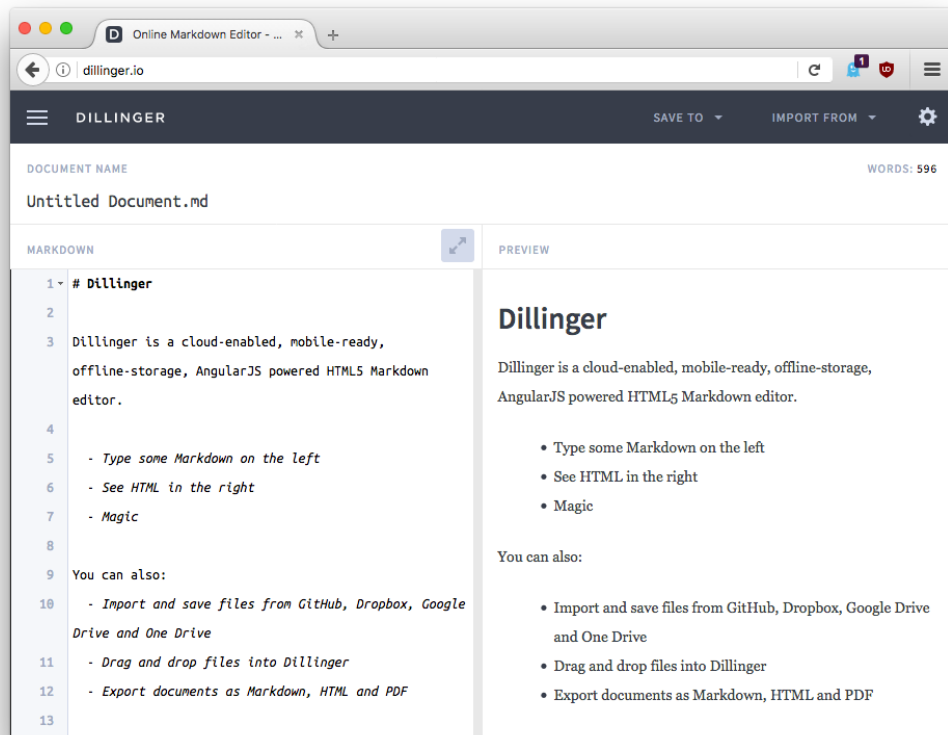 Online Markdown Editor - ...
dillinger.io
1
DILLINGER
SAVE TO
IMPORT FROM
DOCUMENT NAME
WORDS: 596
Untitled Document.md
MARKDOWN
PREVIEW
1 # Dillinger
2
3 Dillinger is a cloud-enabled, mobile-ready,
offline-storage, AngularJS powered HTML5 Markdown
editor.
4
5 - Type some Markdown on the left
6 - See HTML in the right
7 - Magic
8
9 You can also:
10 - Import and save files from GitHub, Dropbox, Google
Drive and One Drive
11 - Drag and drop files into Dillinger
12 - Export documents as Markdown, HTML and PDF
13
Dillinger
Dillinger is a cloud-enabled, mobile-ready, offline-storage,
AngularJS powered HTML5 Markdown editor.
• Type some Markdown on the left
• See HTML in the right
• Magic
You can also:
• Import and save files from GitHub, Dropbox, Google Drive
and One Drive
• Drag and drop files into Dillinger
• Export documents as Markdown, HTML and PDF